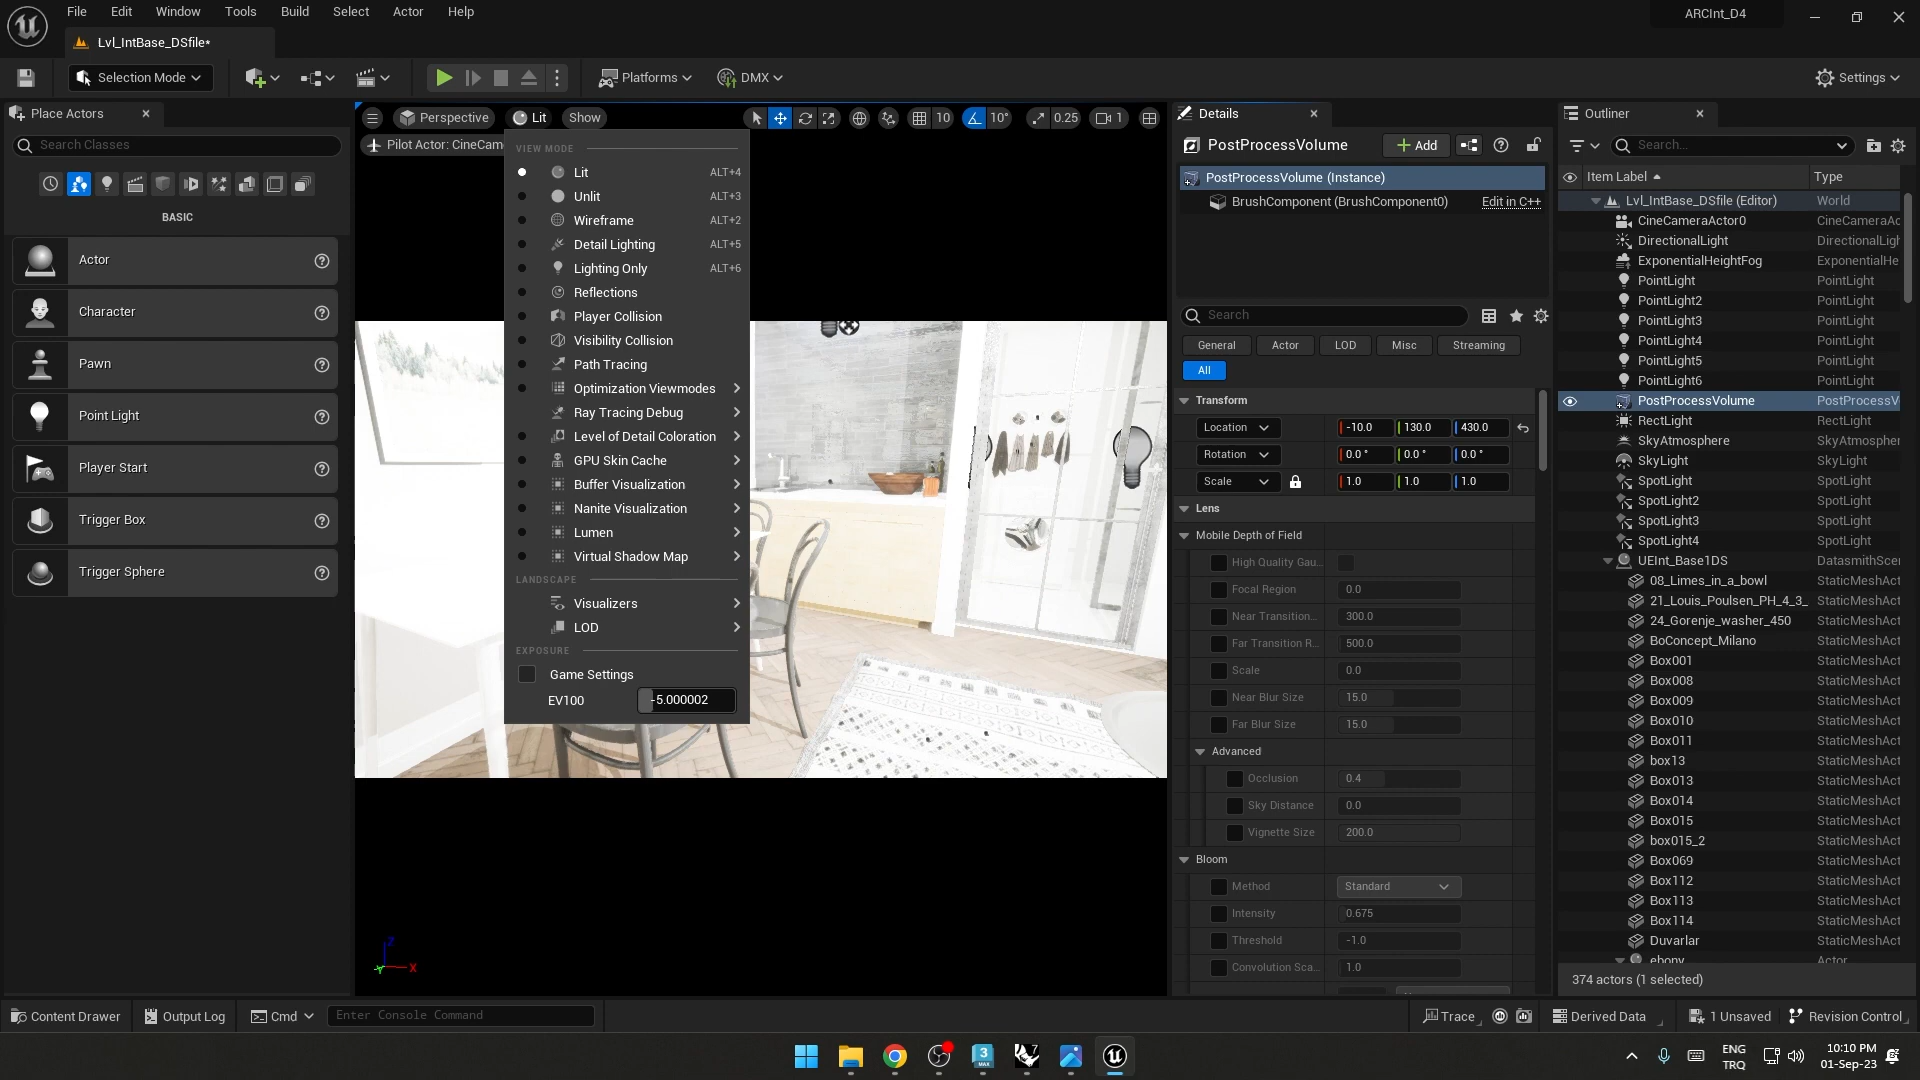 File Edit Window Tools Build Select Actor Help
ARCInt_D4
Lvl_IntBase_DSfile*
Selection Mode
Platforms
DMX
Settings
Place Actors
Search Classes
BASIC
Actor
Character
Pawn
Point Light
Player Start
Trigger Box
Trigger Sphere
Perspective Lit Show
10 10° 0.25 1
Pilot Actor: CineCam
VIEW MODE
Lit ALT+4
Unlit ALT+3
Wireframe ALT+2
Detail Lighting ALT+5
Lighting Only ALT+6
Reflections
Player Collision
Visibility Collision
Path Tracing
Optimization Viewmodes
Ray Tracing Debug
Level of Detail Coloration
GPU Skin Cache
Buffer Visualization
Nanite Visualization
Lumen
Virtual Shadow Map
LANDSCAPE
Visualizers
LOD
EXPOSURE
Game Settings
EV100 -5.000002
Z
Y X
Details
PostProcessVolume
Add
PostProcessVolume (Instance)
BrushComponent (BrushComponent0) Edit in C++
Search
General Actor LOD Misc Streaming
All
Transform
Location -10.0 130.0 430.0
Rotation 0.0 ° 0.0 ° 0.0 °
Scale 1.0 1.0 1.0
Lens
Mobile Depth of Field
High Quality Gau...
Focal Region 0.0
Near Transition... 300.0
Far Transition R... 500.0
Scale 0.0
Near Blur Size 15.0
Far Blur Size 15.0
Advanced
Occlusion 0.4
Sky Distance 0.0
Vignette Size 200.0
Bloom
Method Standard
Intensity 0.675
Threshold -1.0
Convolution Sca... 1.0
Outliner
Search...
Item Label Type
Lvl_IntBase_DSfile (Editor) World
CineCameraActor0 CineCameraAc
DirectionalLight DirectionalLigh
ExponentialHeightFog ExponentialHe
PointLight PointLight
PointLight2 PointLight
PointLight3 PointLight
PointLight4 PointLight
PointLight5 PointLight
PointLight6 PointLight
PostProcessVolume PostProcessV
RectLight RectLight
SkyAtmosphere SkyAtmospher
SkyLight SkyLight
SpotLight SpotLight
SpotLight2 SpotLight
SpotLight3 SpotLight
SpotLight4 SpotLight
UEInt_Base1DS DatasmithScen
08_Limes_in_a_bowl StaticMeshAct
21_Louis_Poulsen_PH_4_3_ StaticMeshAct
24_Gorenje_washer_450 StaticMeshAct
BoConcept_Milano StaticMeshAct
Box001 StaticMeshAct
Box008 StaticMeshAct
Box009 StaticMeshAct
Box010 StaticMeshAct
Box011 StaticMeshAct
box13 StaticMeshAct
Box013 StaticMeshAct
Box014 StaticMeshAct
Box015 StaticMeshAct
box015_2 StaticMeshAct
Box069 StaticMeshAct
Box112 StaticMeshAct
Box113 StaticMeshAct
Box114 StaticMeshAct
Duvarlar StaticMeshAct
ebony Actor
374 actors (1 selected)
Content Drawer Output Log Cmd Enter Console Command
Trace Derived Data 1 Unsaved Revision Control
ENG
TRQ
10:10 PM
01-Sep-23